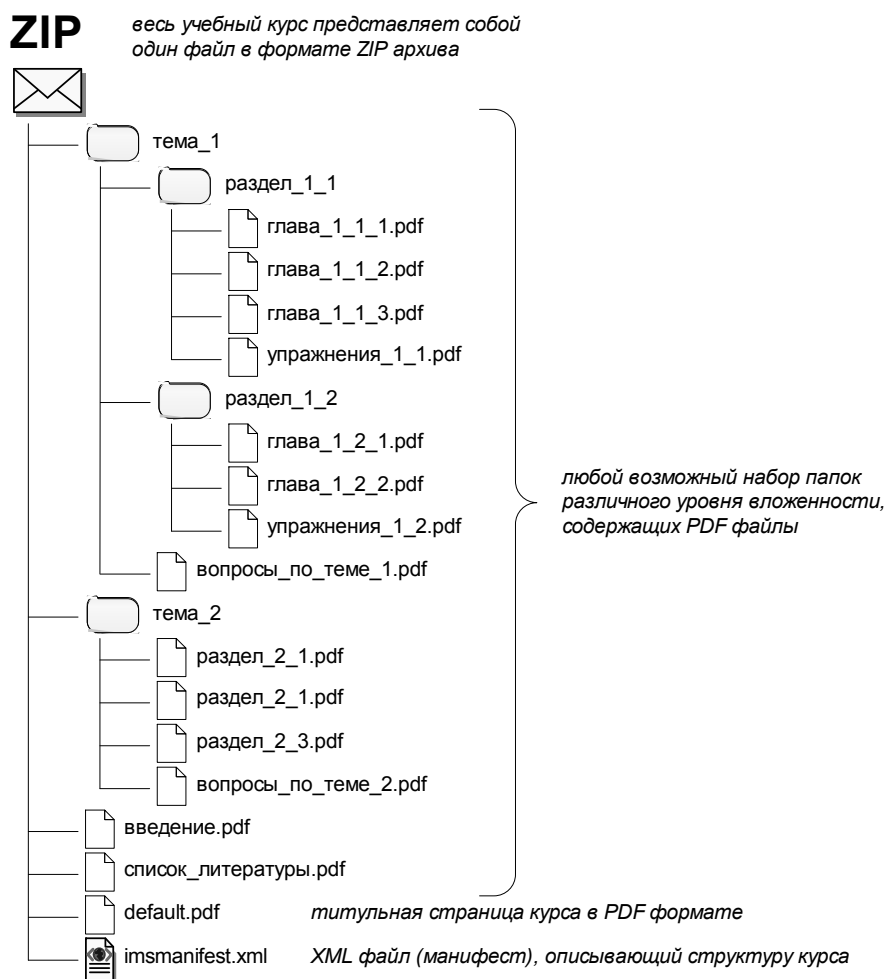 ZIP
весь учебный курс представляет собой
один файл в формате ZIP архива
тема_1
раздел_1_1
глава_1_1_1.pdf
глава_1_1_2.pdf
глава_1_1_3.pdf
упражнения_1_1.pdf
раздел_1_2
глава_1_2_1.pdf
глава_1_2_2.pdf
упражнения_1_2.pdf
вопросы_по_теме_1.pdf
любой возможный набор папок
различного уровня вложенности,
содержащих PDF файлы
тема_2
раздел_2_1.pdf
раздел_2_1.pdf
раздел_2_3.pdf
вопросы_по_теме_2.pdf
введение.pdf
список_литературы.pdf
default.pdf титульная страница курса в PDF формате
imsmanifest.xml XML файл (манифест), описывающий структуру курса